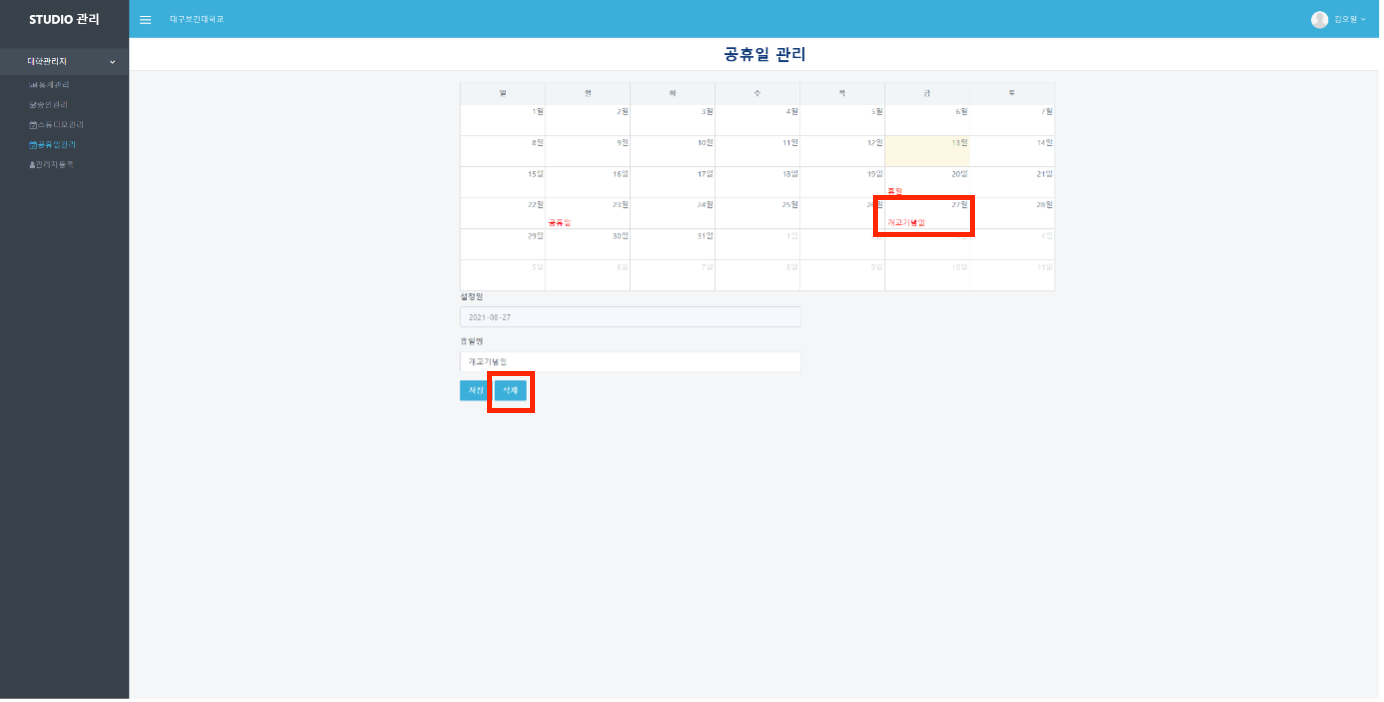 STUDIO 관리
대구보건대학교
김오일
대학관리자
통계관리
승인관리
스튜디오관리
공휴일관리
관리자등록
공휴일 관리
일 월 화 수 목 금 토
1일 2일 3일 4일 5일 6일 7일
8일 9일 10일 11일 12일 13일 14일
15일 16일 17일 18일 19일 20일 21일
휴일
22일 23일 24일 25일 26일 27일 28일
공휴일 개교기념일
29일 30일 31일 1일 4일
5일 6일 7일 8일 9일 10일 11일
설정일
2021-08-27
휴일명
개교기념일
저장 삭제